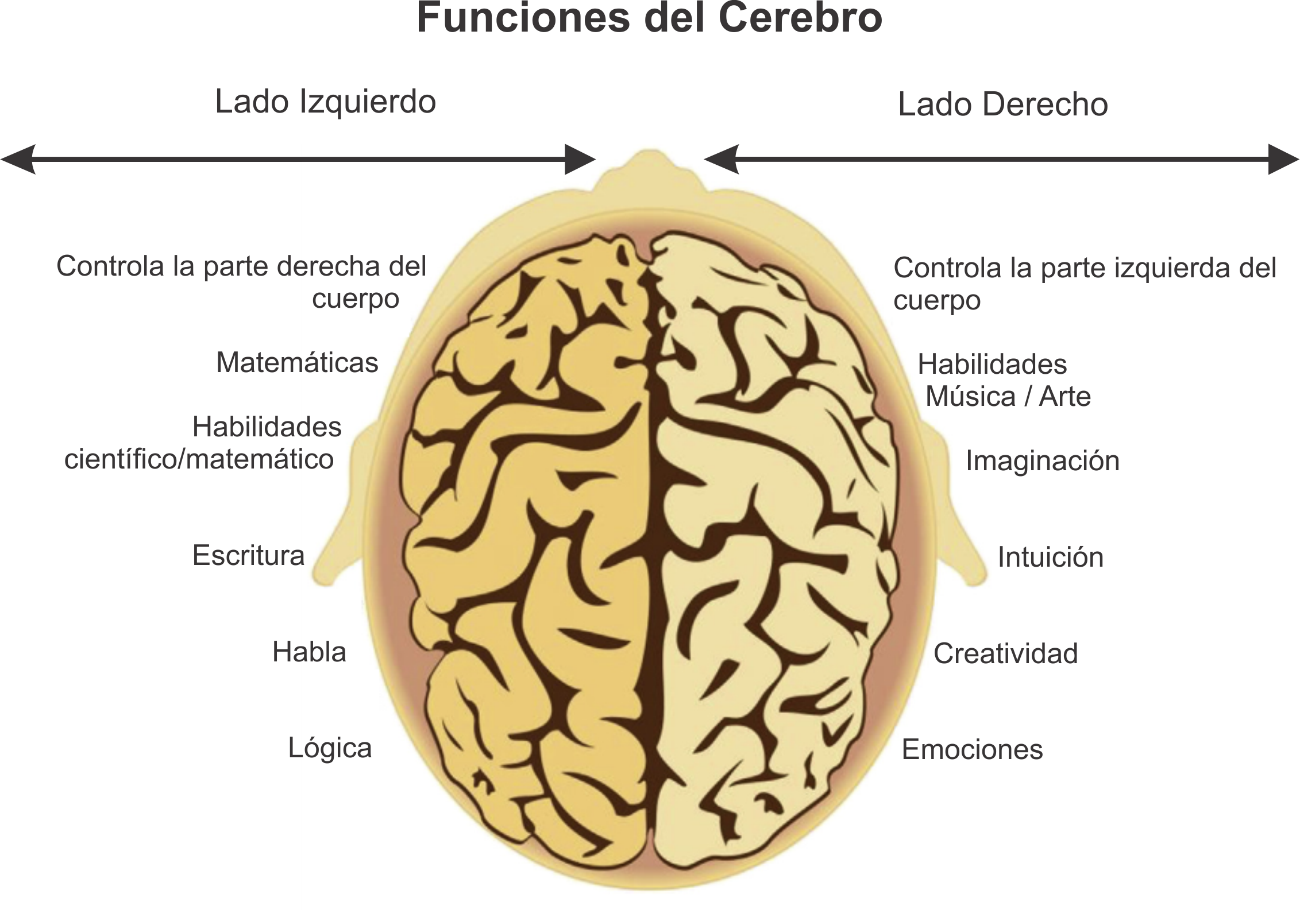 Funciones del Cerebro
Lado Izquierdo
Controla la parte derecha del
cuerpo
Matemáticas
Habilidades
científico/matemático
Escritura
Habla
Lógica
Lado Derecho
Controla la parte izquierda del
cuerpo
Habilidades
Música / Arte
Imaginación
Intuición
Creatividad
Emociones